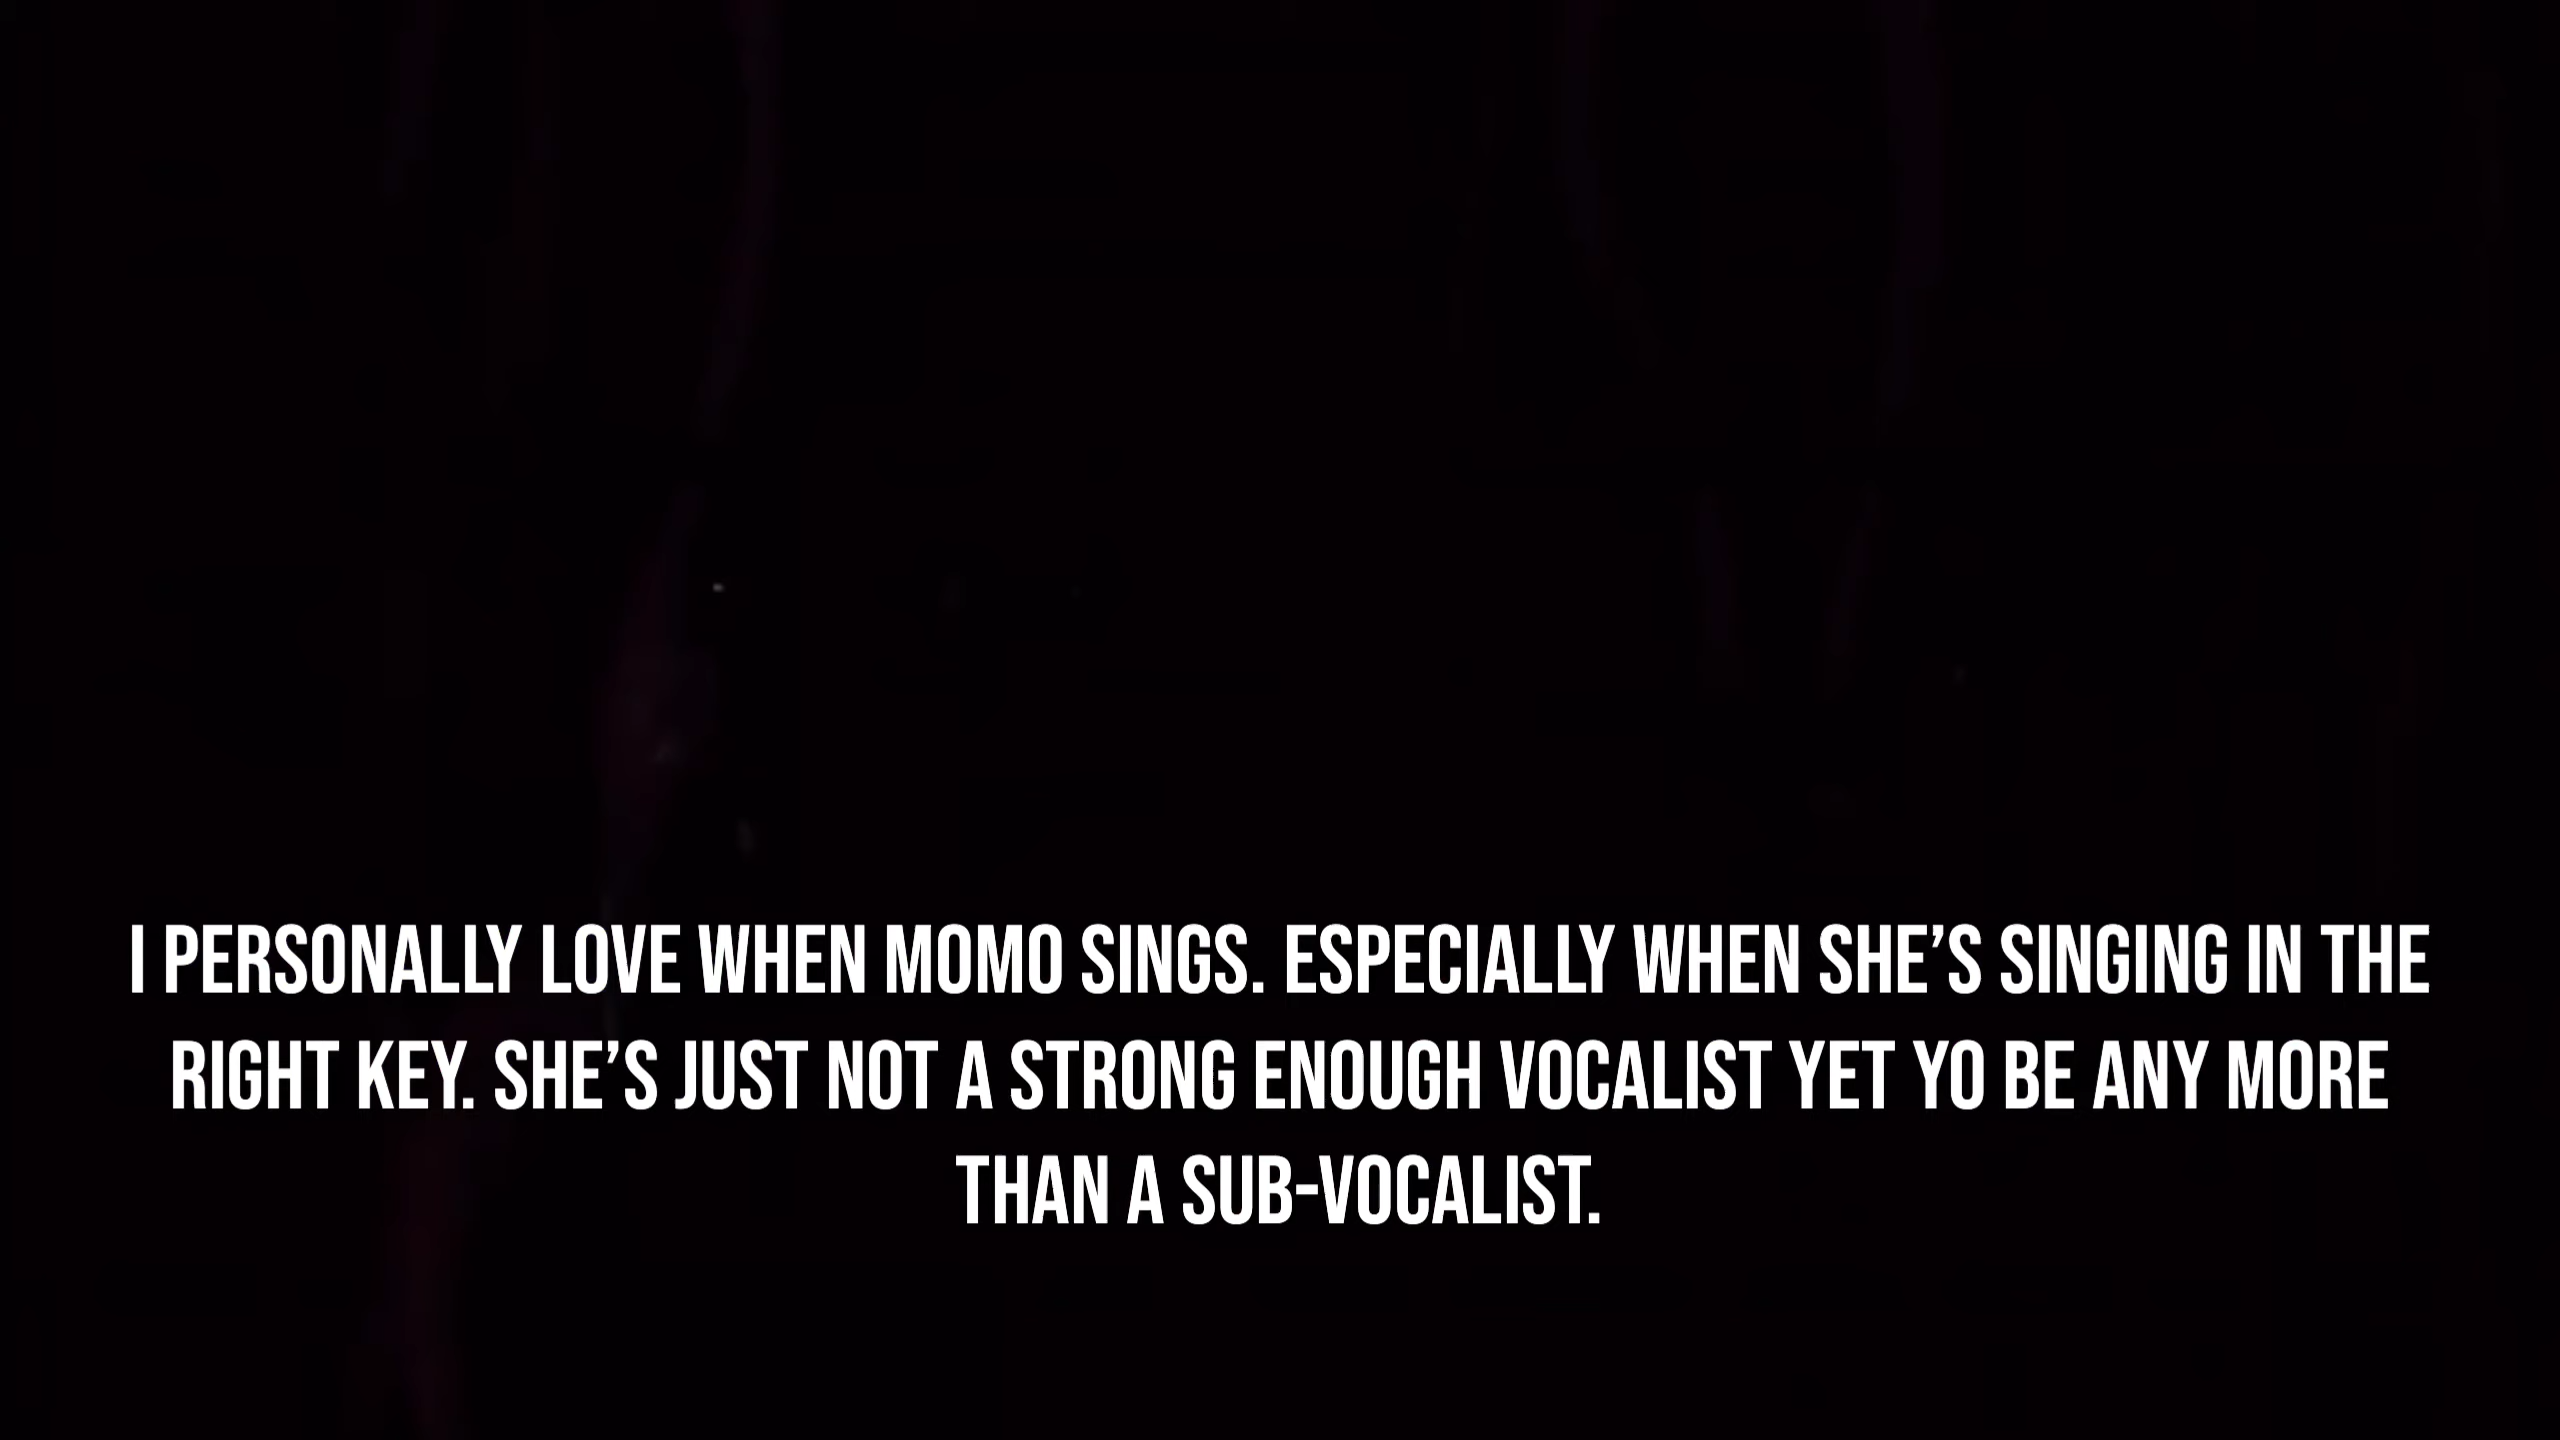 I PERSONALLY LOVE WHEN MOMO SINGS. ESPECIALLY WHEN SHE’S SINGING IN THE
RIGHT KEY. SHE’S JUST NOT A STRONG ENOUGH VOCALIST YET YO BE ANY MORE
THAN A SUB-VOCALIST.